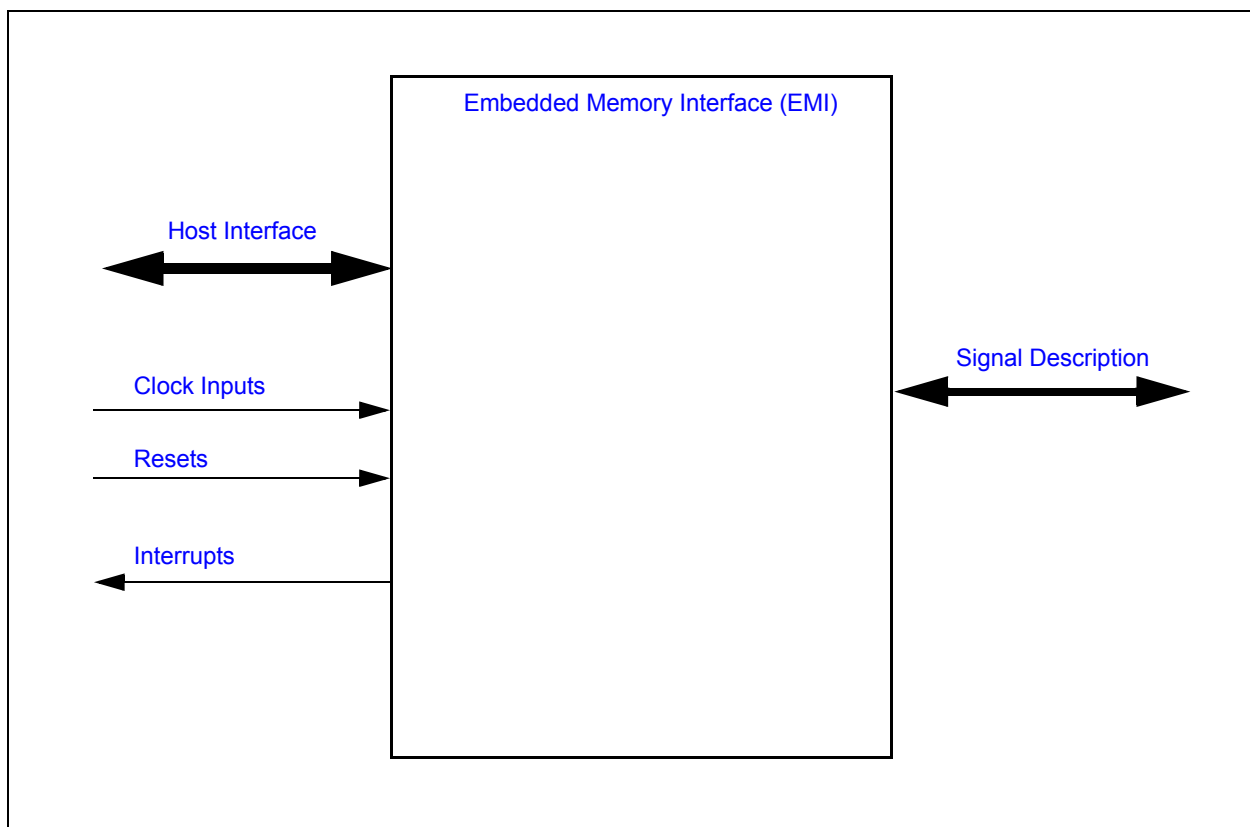 Embedded Memory Interface (EMI)
Host Interface
Signal Description
Clock Inputs
Resets
Interrupts